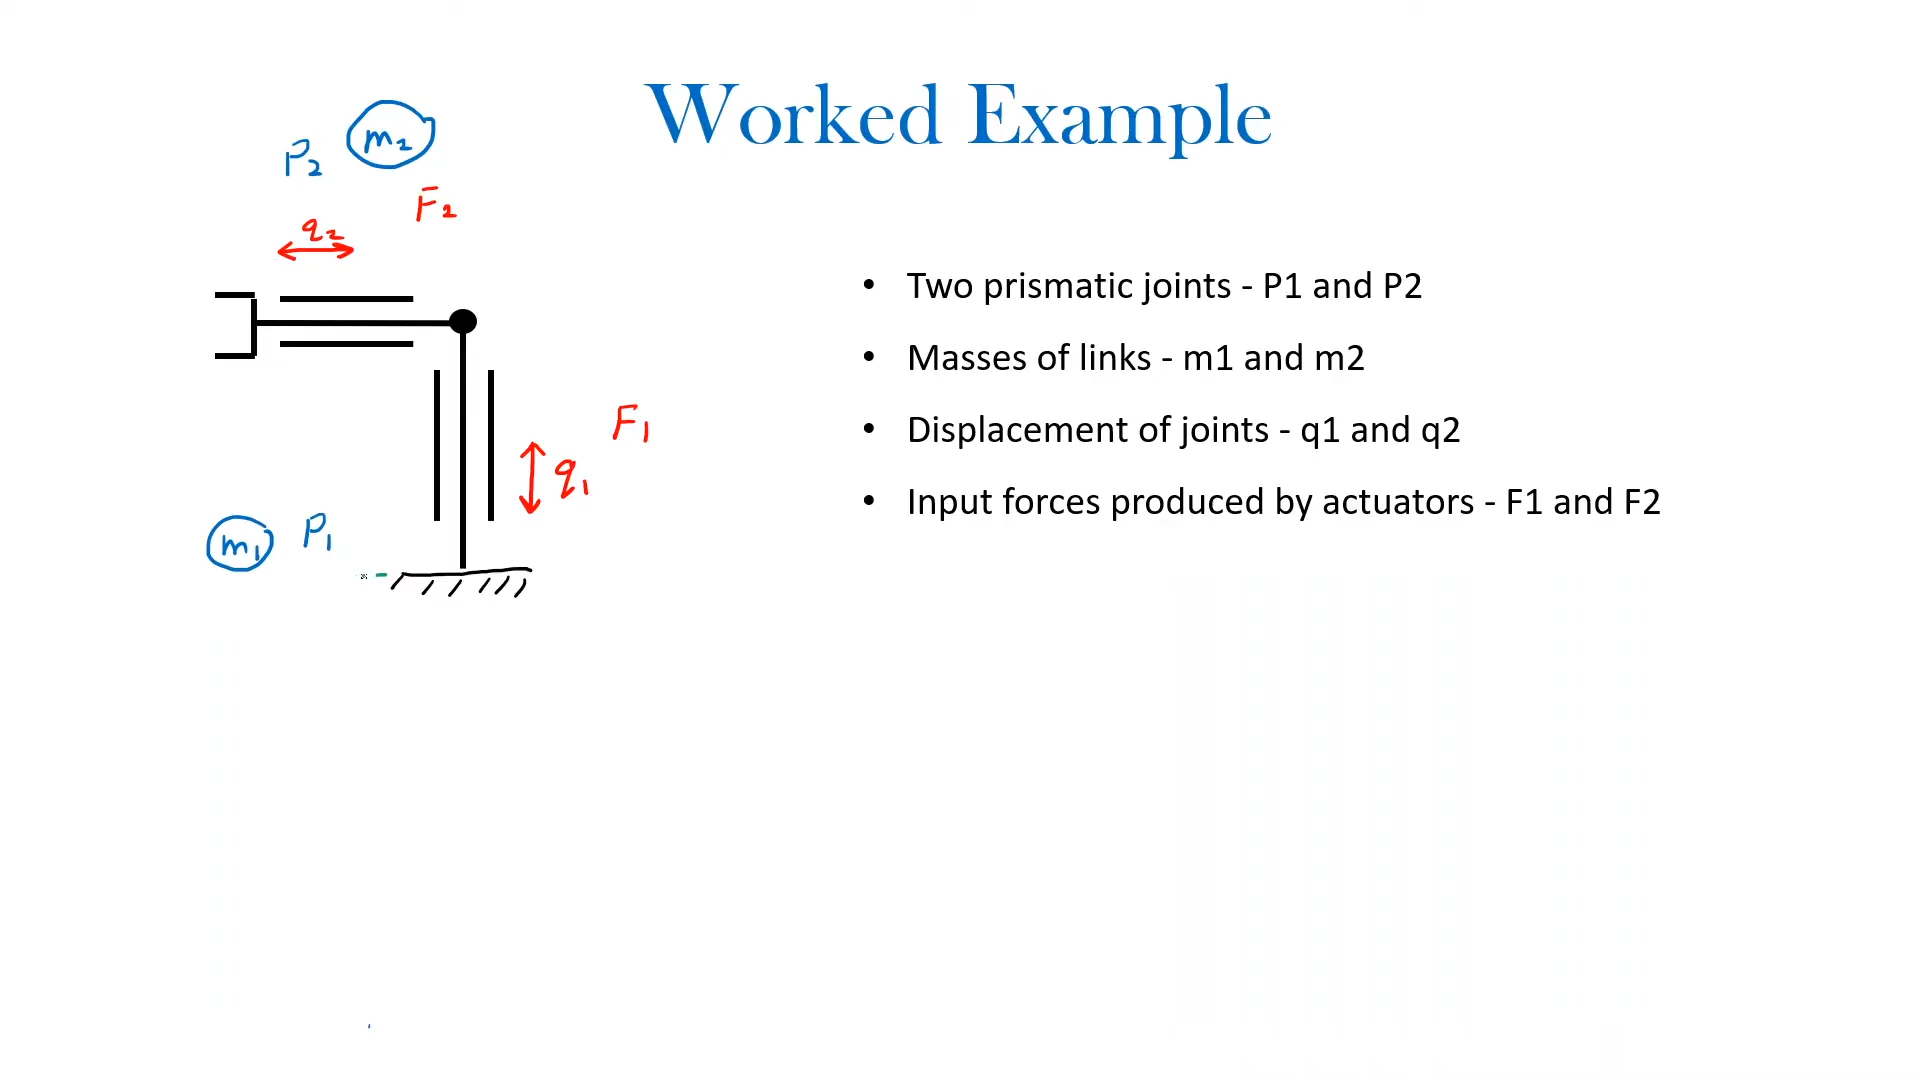 Worked Example
P2 m2
F2
q2
F1
q1
m1 P1
• Two prismatic joints - P1 and P2
• Masses of links - m1 and m2
• Displacement of joints - q1 and q2
• Input forces produced by actuators - F1 and F2